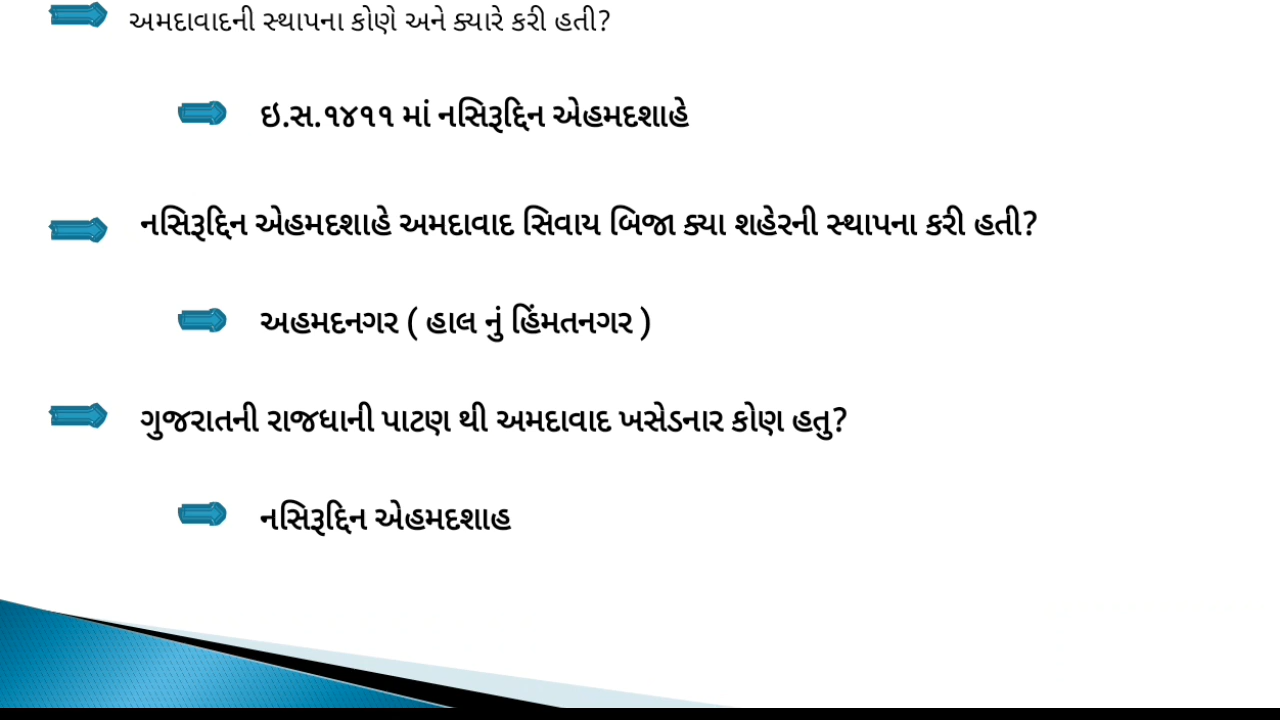 અમદાવાદની સ્થાપના કોણે અને ક્યારે કરી હતી?
ઇ.સ.૧૪૧૧ માં નસિરૂદ્દિન એહમદશાહે
નસિરૂદ્દિન એહમદશાહે અમદાવાદ સિવાય બિજા ક્યા શહેરની સ્થાપના કરી હતી?
અહમદનગર ( હાલ નું હિંમતનગર )
ગુજરાતની રાજધાની પાટણ થી અમદાવાદ ખસેડનાર કોણ હતુ?
નસિરૂદ્દિન એહમદશાહ